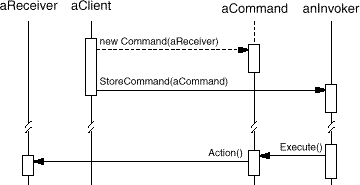 aReceiver aClient aCommand anInvoker
new Command(aReceiver)
StoreCommand(aCommand)
Action() Execute()